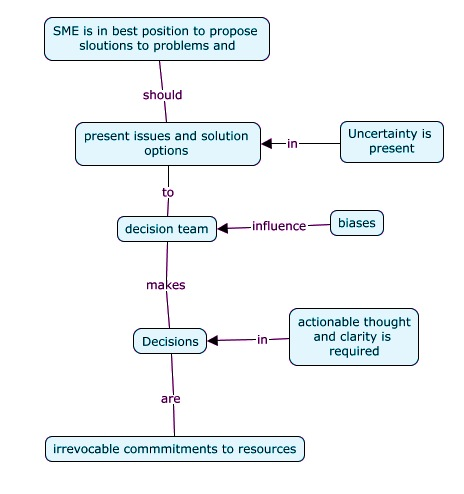 SME is in best position to propose
sloutions to problems and
should
present issues and solution
options
in
Uncertainty is
present
to
decision team
influence
biases
makes
Decisions
in
actionable thought
and clarity is
required
are
irrevocable commmitments to resources